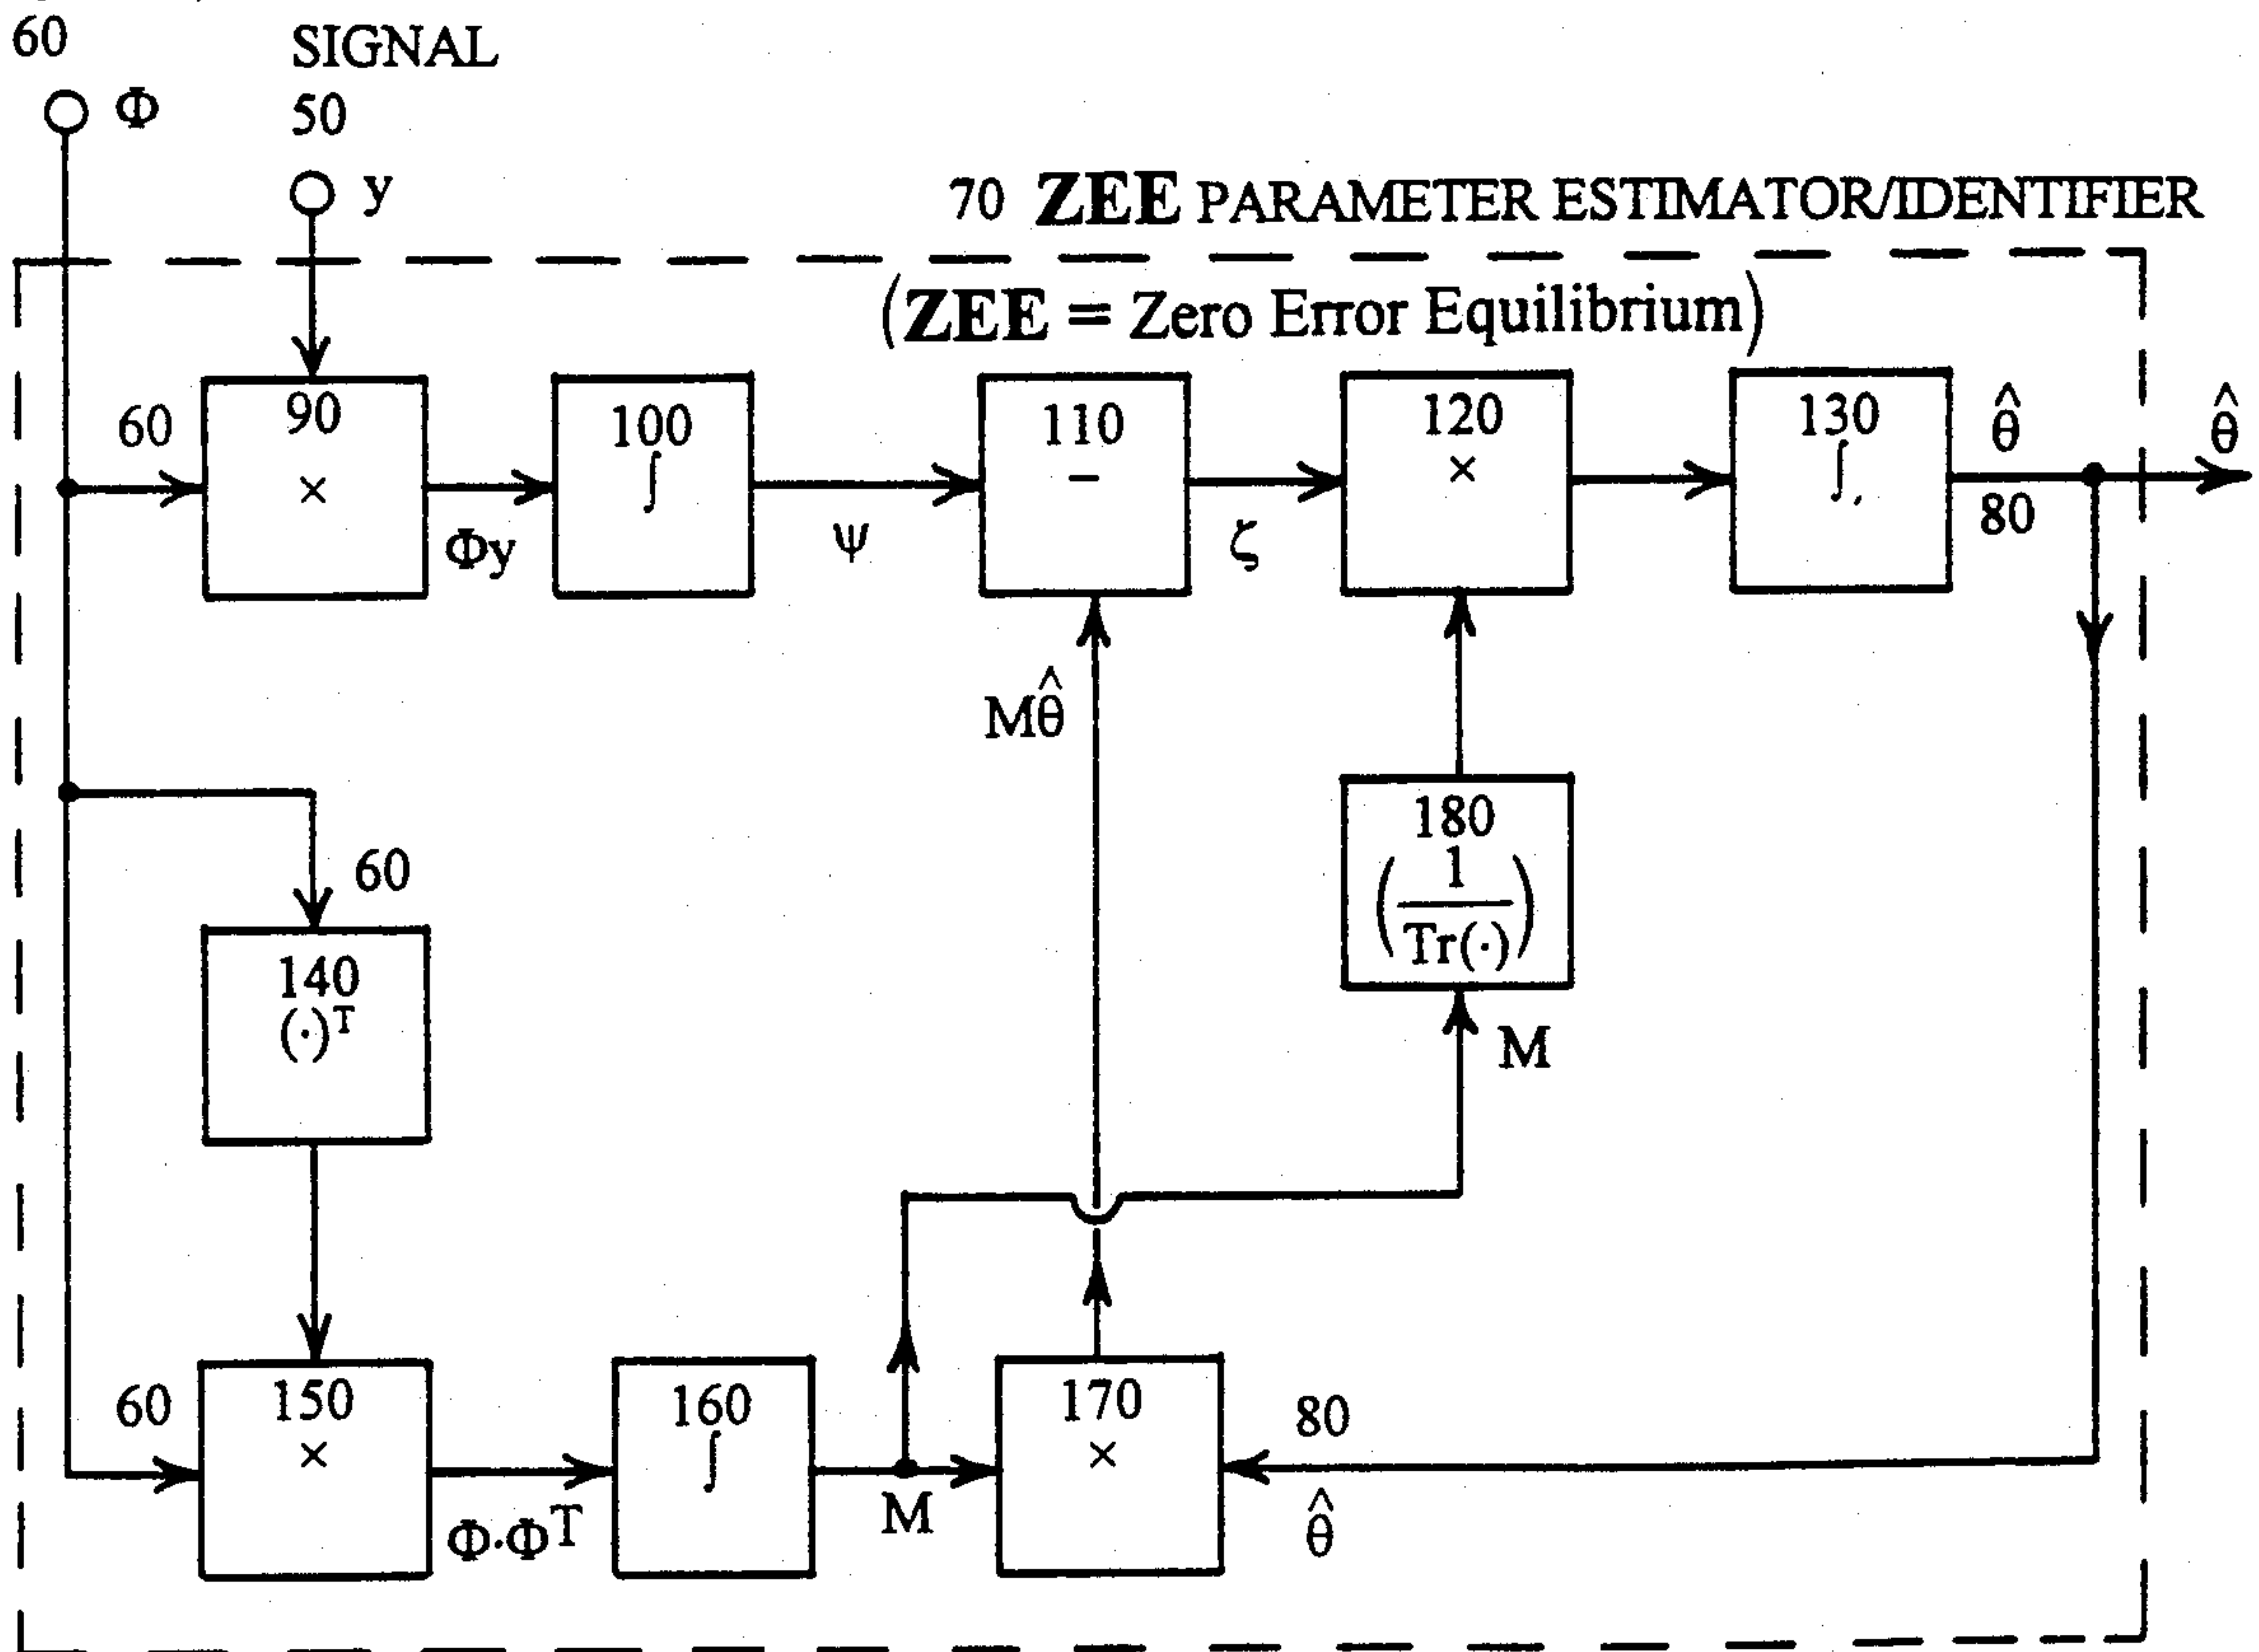 60
SIGNAL
Φ
50
y
70 ZEE PARAMETER ESTIMATOR/IDENTIFIER
(ZEE = Zero Error Equilibrium)
60
90
×
Φy
100
∫
ψ
110
−
ζ
120
×
130
∫
θ̂
80
θ̂
Mθ̂
180
(1/Tr(·))
M
60
140
(·)ᵀ
60
150
×
Φ·Φᵀ
160
∫
M
170
×
80
θ̂